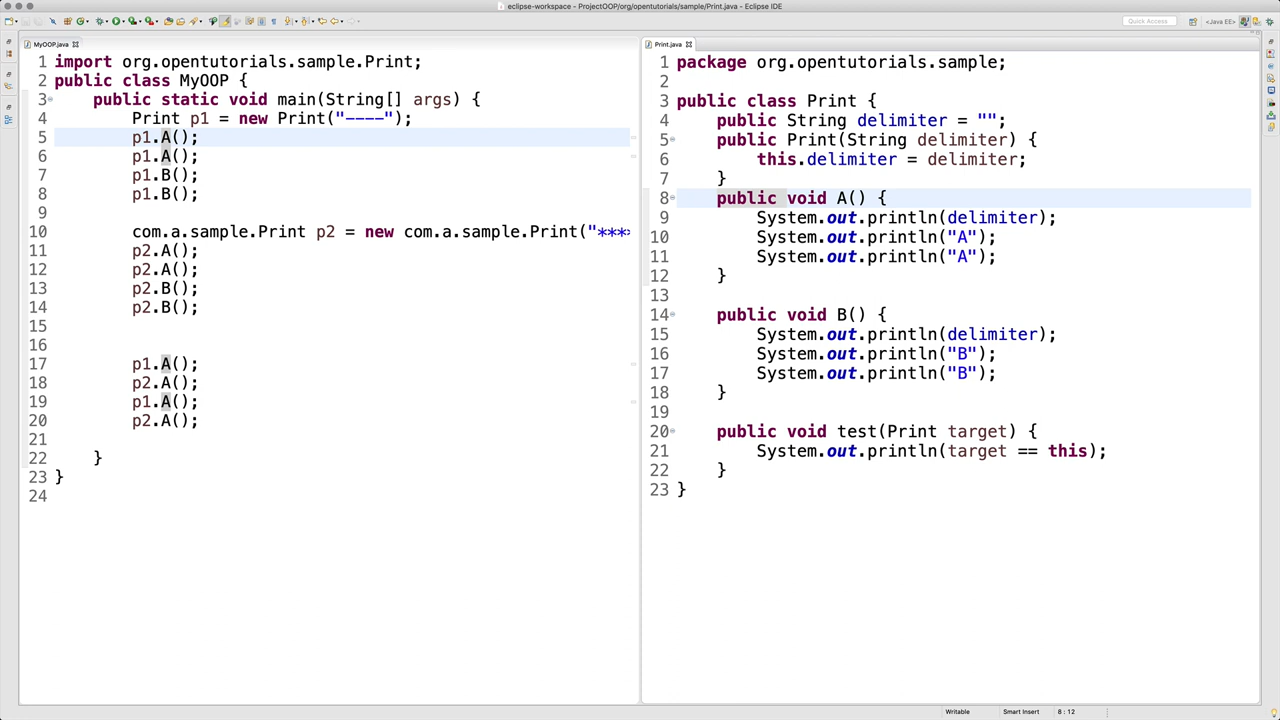 eclipse-workspace - ProjectOOP/org/opentutorials/sample/Print.java - Eclipse IDE
Quick Access
<Java EE>
MyOOP.java
1 import org.opentutorials.sample.Print;
2 public class MyOOP {
3 public static void main(String[] args) {
4 Print p1 = new Print("----");
5 p1.A();
6 p1.A();
7 p1.B();
8 p1.B();
9
10 com.a.sample.Print p2 = new com.a.sample.Print("****
11 p2.A();
12 p2.A();
13 p2.B();
14 p2.B();
15
16
17 p1.A();
18 p2.A();
19 p1.A();
20 p2.A();
21
22 }
23 }
24
Print.java
1 package org.opentutorials.sample;
2
3 public class Print {
4 public String delimiter = "";
5 public Print(String delimiter) {
6 this.delimiter = delimiter;
7 }
8 public void A() {
9 System.out.println(delimiter);
10 System.out.println("A");
11 System.out.println("A");
12 }
13
14 public void B() {
15 System.out.println(delimiter);
16 System.out.println("B");
17 System.out.println("B");
18 }
19
20 public void test(Print target) {
21 System.out.println(target == this);
22 }
23 }
Writable
Smart Insert
8 : 12